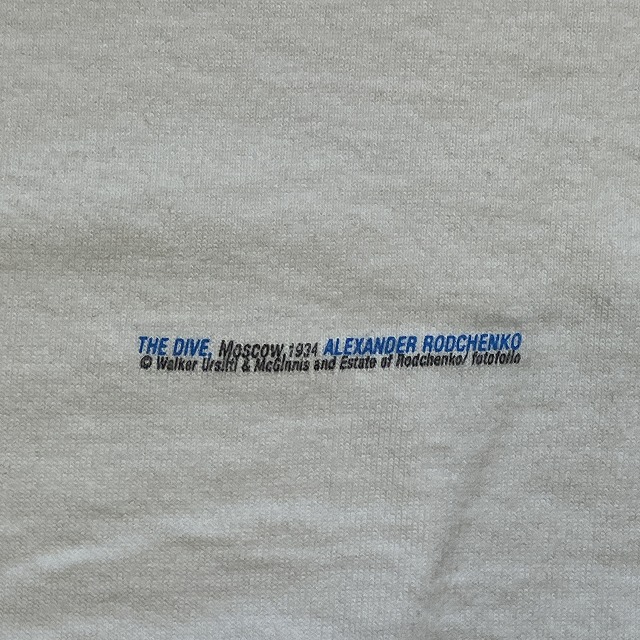 THE DIVE, Moscow, 1934 ALEXANDER RODCHENKO
© Walker Ursitti & McGinnis and Estate of Rodchenko/ fotofolio